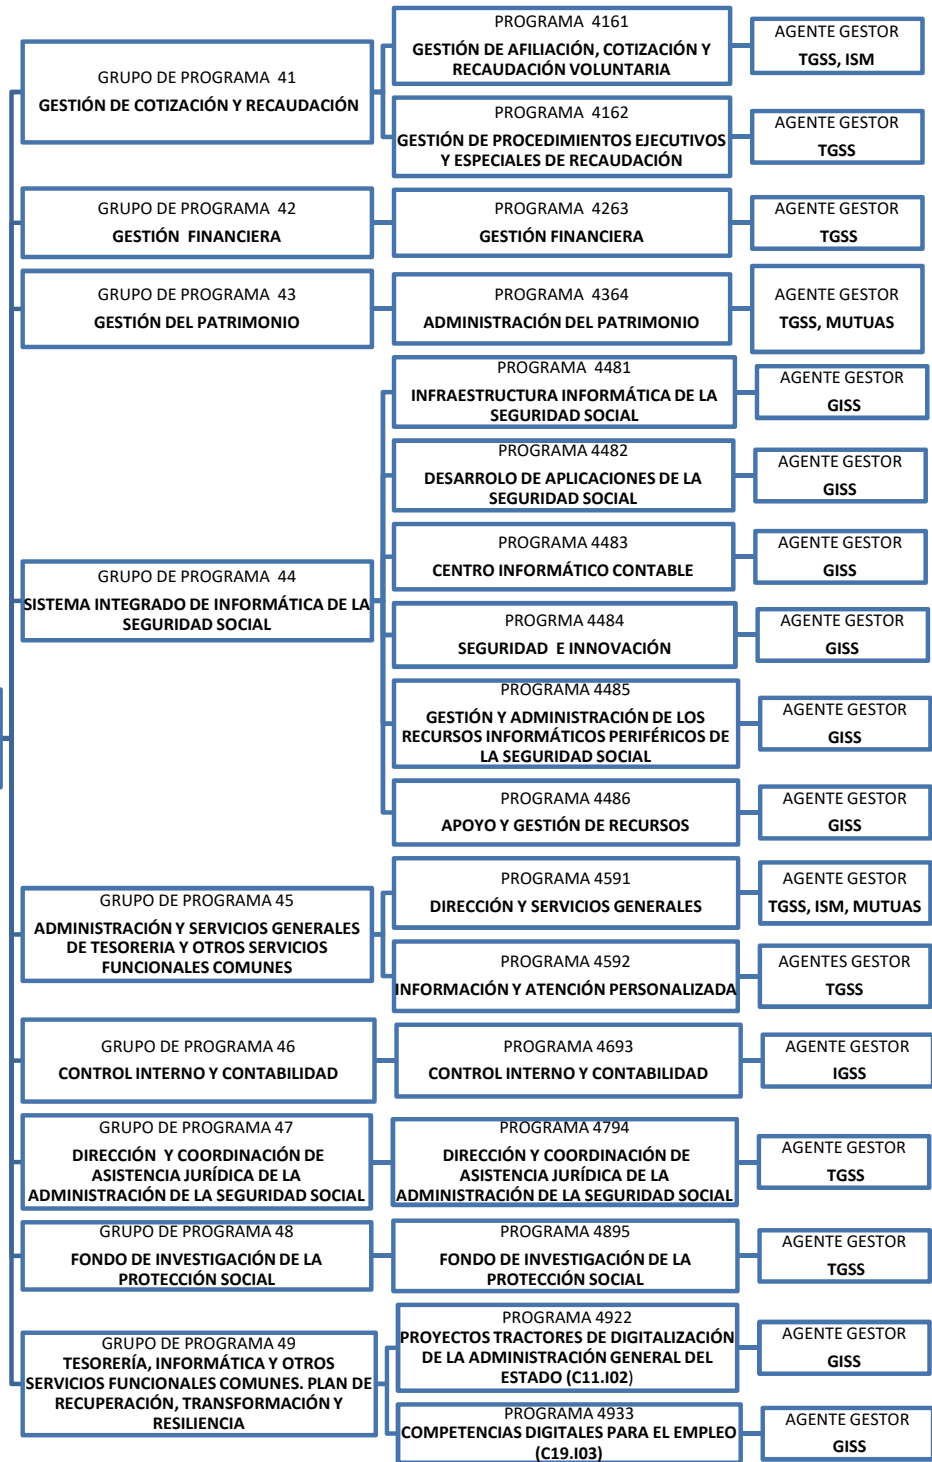 GRUPO DE PROGRAMA 41
GESTIÓN DE COTIZACIÓN Y RECAUDACIÓN
PROGRAMA 4161
GESTIÓN DE AFILIACIÓN, COTIZACIÓN Y
RECAUDACIÓN VOLUNTARIA
AGENTE GESTOR
TGSS, ISM
PROGRAMA 4162
GESTIÓN DE PROCEDIMIENTOS EJECUTIVOS
Y ESPECIALES DE RECAUDACIÓN
AGENTE GESTOR
TGSS
GRUPO DE PROGRAMA 42
GESTIÓN FINANCIERA
PROGRAMA 4263
GESTIÓN FINANCIERA
AGENTE GESTOR
TGSS
GRUPO DE PROGRAMA 43
GESTIÓN DEL PATRIMONIO
PROGRAMA 4364
ADMINISTRACIÓN DEL PATRIMONIO
AGENTE GESTOR
TGSS, MUTUAS
GRUPO DE PROGRAMA 44
SISTEMA INTEGRADO DE INFORMÁTICA DE LA
SEGURIDAD SOCIAL
PROGRAMA 4481
INFRAESTRUCTURA INFORMÁTICA DE LA
SEGURIDAD SOCIAL
AGENTE GESTOR
GISS
PROGRAMA 4482
DESARROLO DE APLICACIONES DE LA
SEGURIDAD SOCIAL
AGENTE GESTOR
GISS
PROGRAMA 4483
CENTRO INFORMÁTICO CONTABLE
AGENTE GESTOR
GISS
PROGRMA 4484
SEGURIDAD E INNOVACIÓN
AGENTE GESTOR
GISS
PROGRAMA 4485
GESTIÓN Y ADMINISTRACIÓN DE LOS
RECURSOS INFORMÁTICOS PERIFÉRICOS DE
LA SEGURIDAD SOCIAL
AGENTE GESTOR
GISS
PROGRAMA 4486
APOYO Y GESTIÓN DE RECURSOS
AGENTE GESTOR
GISS
GRUPO DE PROGRAMA 45
ADMINISTRACIÓN Y SERVICIOS GENERALES
DE TESORERIA Y OTROS SERVICIOS
FUNCIONALES COMUNES
PROGRAMA 4591
DIRECCIÓN Y SERVICIOS GENERALES
AGENTE GESTOR
TGSS, ISM, MUTUAS
PROGRAMA 4592
INFORMACIÓN Y ATENCIÓN PERSONALIZADA
AGENTES GESTOR
TGSS
GRUPO DE PROGRAMA 46
CONTROL INTERNO Y CONTABILIDAD
PROGRAMA 4693
CONTROL INTERNO Y CONTABILIDAD
AGENTE GESTOR
IGSS
GRUPO DE PROGRAMA 47
DIRECCIÓN Y COORDINACIÓN DE
ASISTENCIA JURÍDICA DE LA
ADMINISTRACIÓN DE LA SEGURIDAD SOCIAL
PROGRAMA 4794
DIRECCIÓN Y COORDINACIÓN DE
ASISTENCIA JURÍDICA DE LA
ADMINISTRACIÓN DE LA SEGURIDAD SOCIAL
AGENTE GESTOR
TGSS
GRUPO DE PROGRAMA 48
FONDO DE INVESTIGACIÓN DE LA
PROTECCIÓN SOCIAL
PROGRAMA 4895
FONDO DE INVESTIGACIÓN DE LA
PROTECCIÓN SOCIAL
AGENTE GESTOR
TGSS
GRUPO DE PROGRAMA 49
TESORERÍA, INFORMÁTICA Y OTROS
SERVICIOS FUNCIONALES COMUNES. PLAN DE
RECUPERACIÓN, TRANSFORMACIÓN Y
RESILIENCIA
PROGRAMA 4922
PROYECTOS TRACTORES DE DIGITALIZACIÓN
DE LA ADMINISTRACIÓN GENERAL DEL
ESTADO (C11.I02)
AGENTE GESTOR
GISS
PROGRAMA 4933
COMPETENCIAS DIGITALES PARA EL EMPLEO
(C19.I03)
AGENTE GESTOR
GISS